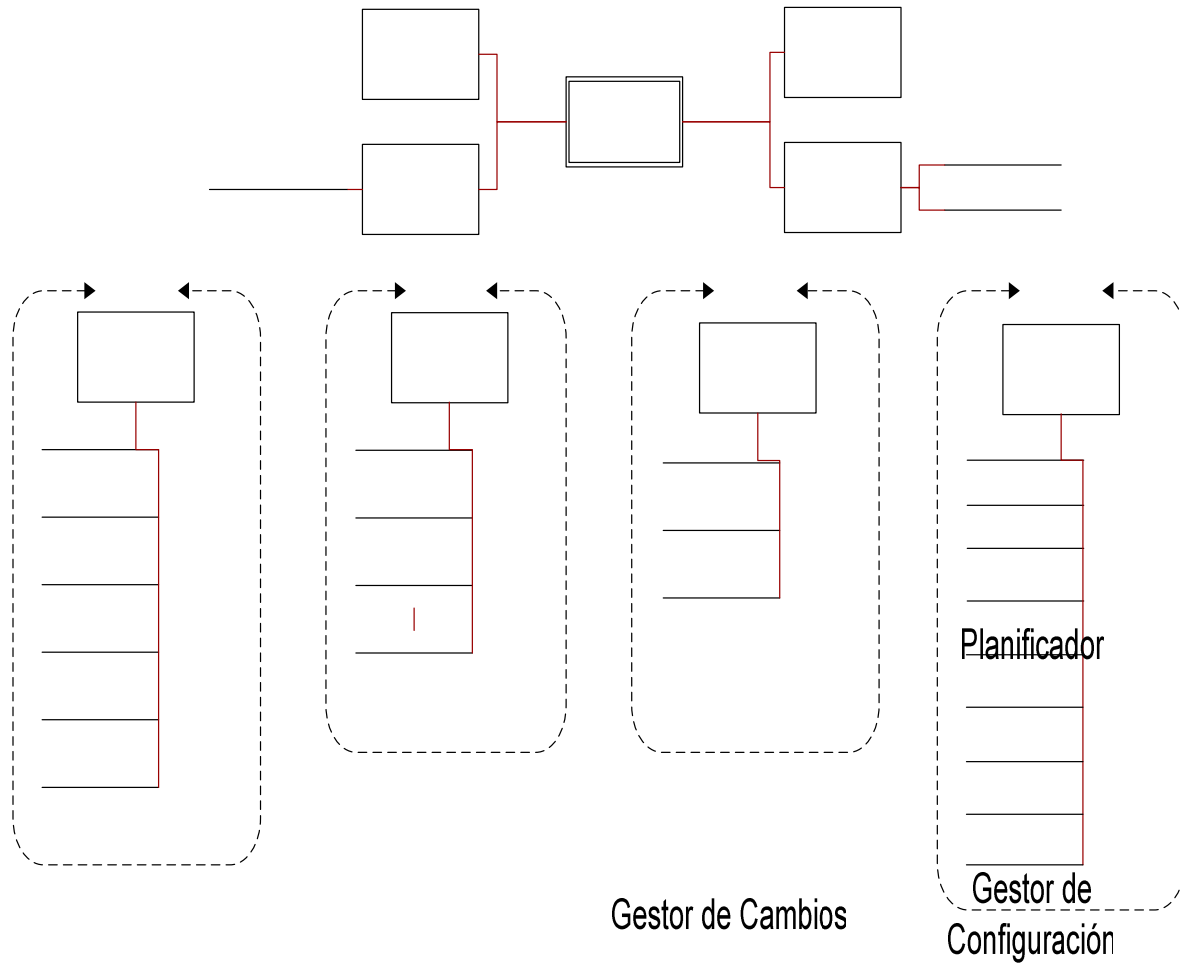 Planificador
Gestor de Cambios
Gestor de
Configuración